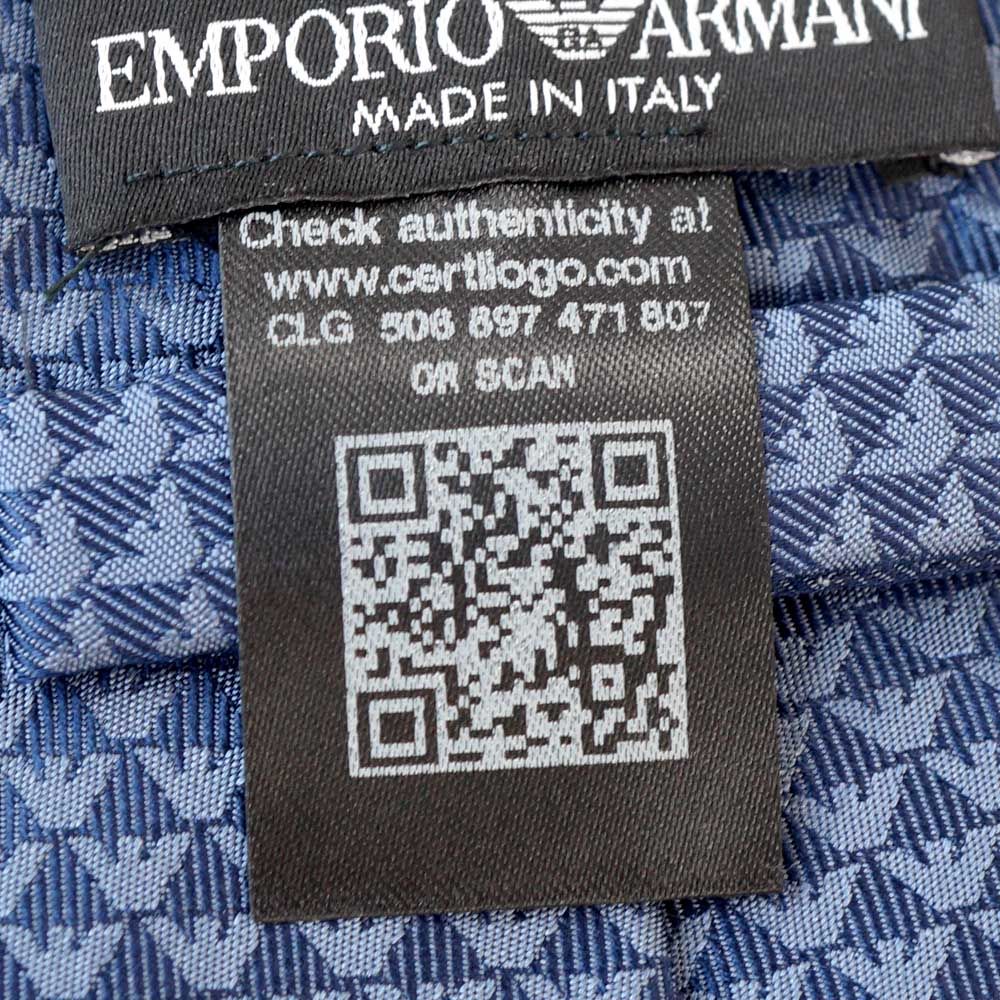 EMPORIO ARMANI
MADE IN ITALY
Check authenticity at
www.certilogo.com
CLG 506 897 471 807
OR SCAN